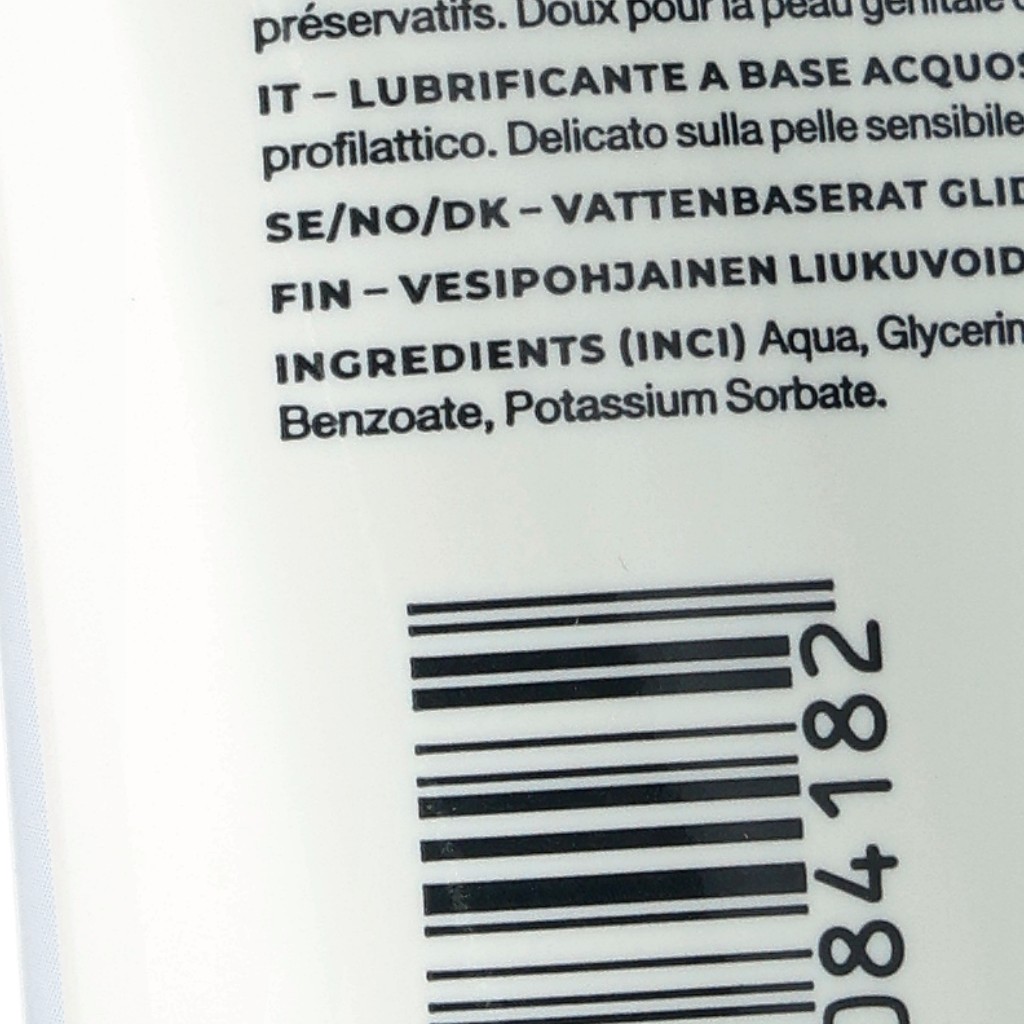 préservatifs. Doux pour la peau génitale
IT – LUBRIFICANTE A BASE ACQUOS
profilattico. Delicato sulla pelle sensibile
SE/NO/DK – VATTENBASERAT GLID
FIN – VESIPOHJAINEN LIUKUVOID
INGREDIENTS (INCI) Aqua, Glycerin
Benzoate, Potassium Sorbate.
084182